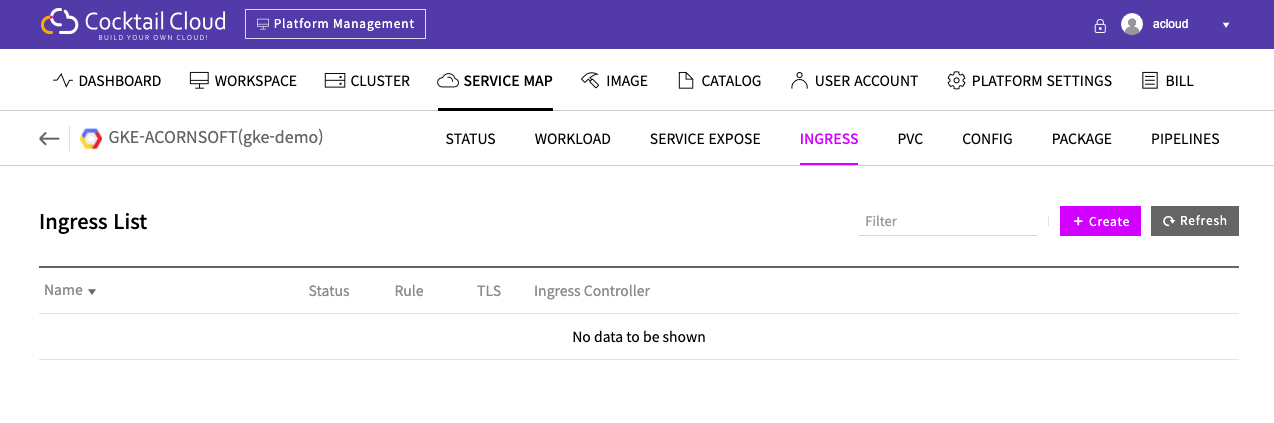 Cocktail Cloud
BUILD YOUR OWN CLOUD!
Platform Management
acloud
DASHBOARD WORKSPACE CLUSTER SERVICE MAP IMAGE CATALOG USER ACCOUNT PLATFORM SETTINGS BILL
GKE-ACORNSOFT(gke-demo)
STATUS WORKLOAD SERVICE EXPOSE INGRESS PVC CONFIG PACKAGE PIPELINES
Ingress List
Filter
+ Create
Refresh
Name Status Rule TLS Ingress Controller
No data to be shown